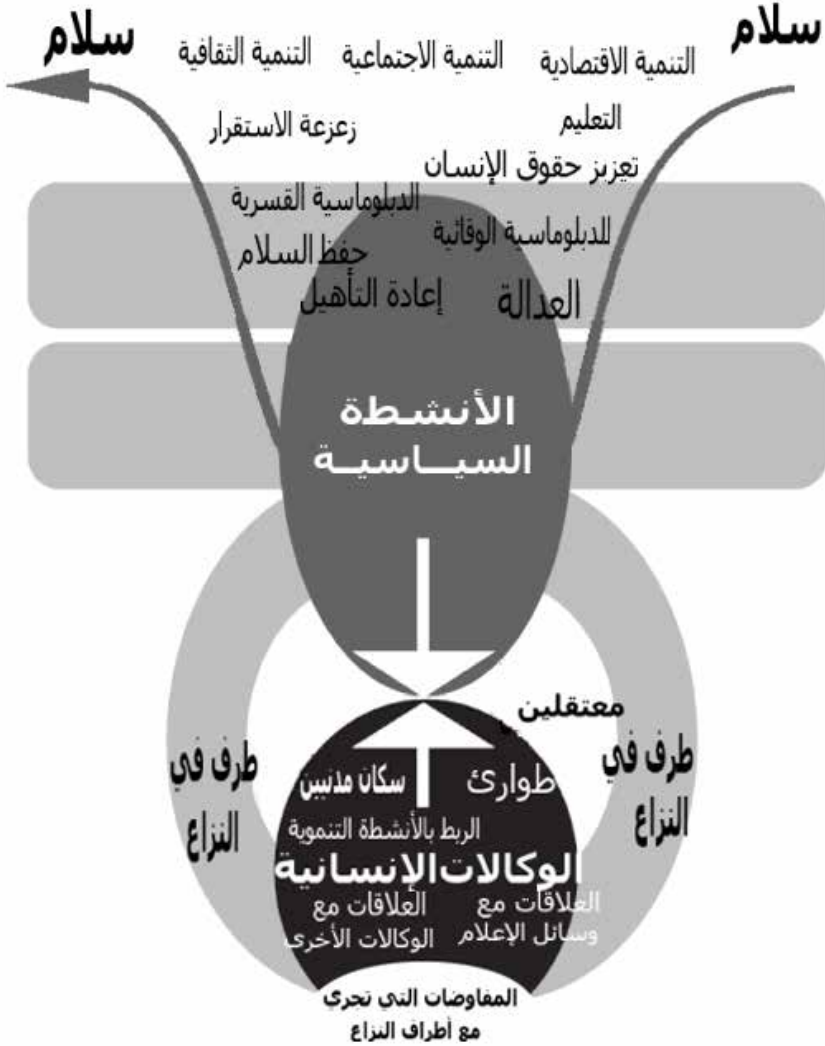 سلام
سلام
التنمية الاقتصادية
التنمية الاجتماعية
التنمية الثقافية
التعليم
زعزعة الاستقرار
تعزيز حقوق الإنسان
الدبلوماسية القسرية
للدبلوماسية الوقائية
حفظ السلام
العدالة
إعادة التأهيل
الأنشطة
السياسية
معتقلين
طرف في
النزاع
طرف في
النزاع
طوارئ
سكان مدنيين
الربط بالأنشطة التنموية
الوكالات الإنسانية
العلاقات مع
وسائل الإعلام
العلاقات مع
الوكالات الأخرى
المفاوضات التي تجري
مع أطراف النزاع